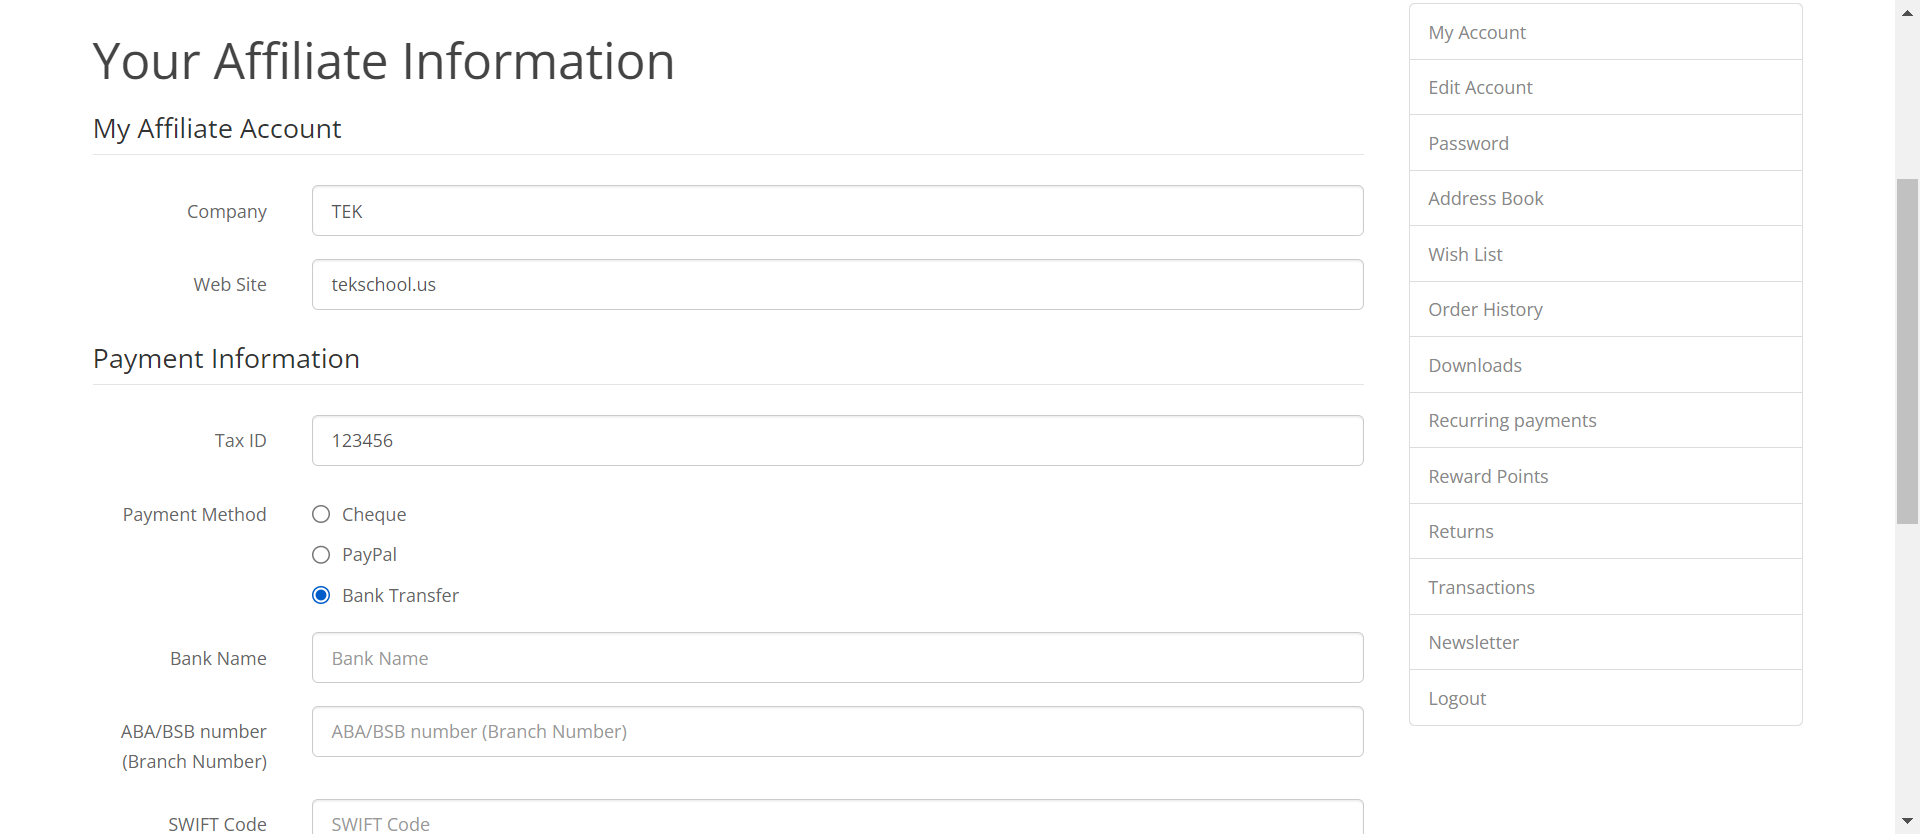 Your Affiliate Information
My Affiliate Account
Company
TEK
Web Site
tekschool.us
Payment Information
Tax ID
123456
Payment Method
Cheque
PayPal
Bank Transfer
Bank Name
Bank Name
ABA/BSB number
(Branch Number)
ABA/BSB number (Branch Number)
SWIFT Code
SWIFT Code
My Account
Edit Account
Password
Address Book
Wish List
Order History
Downloads
Recurring payments
Reward Points
Returns
Transactions
Newsletter
Logout